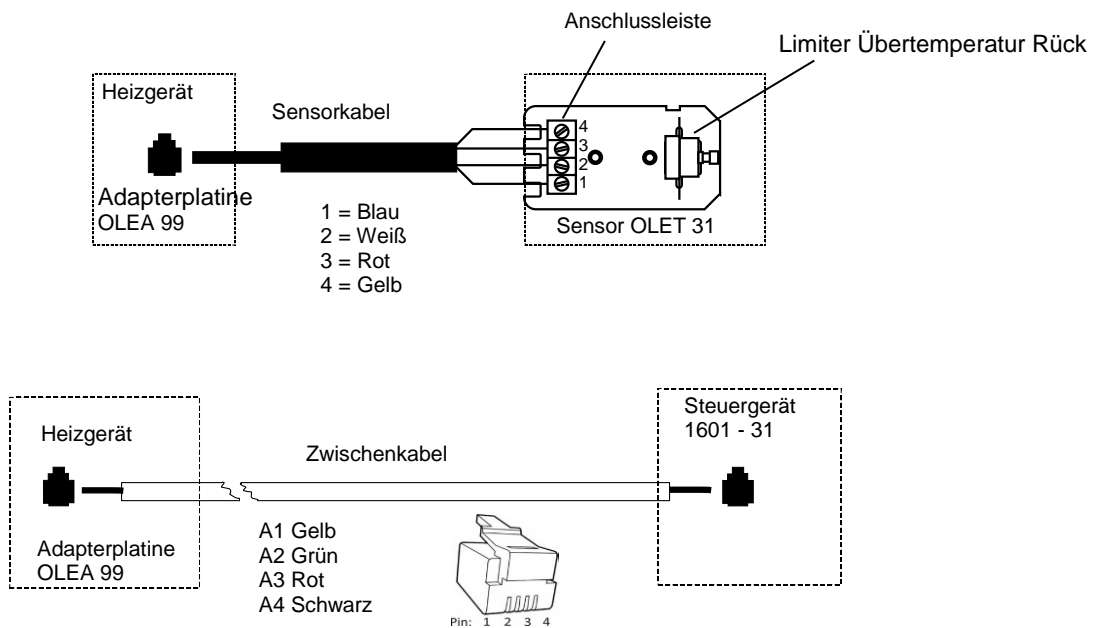 Anschlussleiste
Limiter Übertemperatur Rück
Heizgerät
Sensorkabel
4
3
2
1
Adapterplatine
OLEA 99
1 = Blau
2 = Weiß
3 = Rot
4 = Gelb
Sensor OLET 31
Steuergerät
1601 - 31
Heizgerät
Zwischenkabel
Adapterplatine
OLEA 99
A1 Gelb
A2 Grün
A3 Rot
A4 Schwarz
Pin: 1 2 3 4